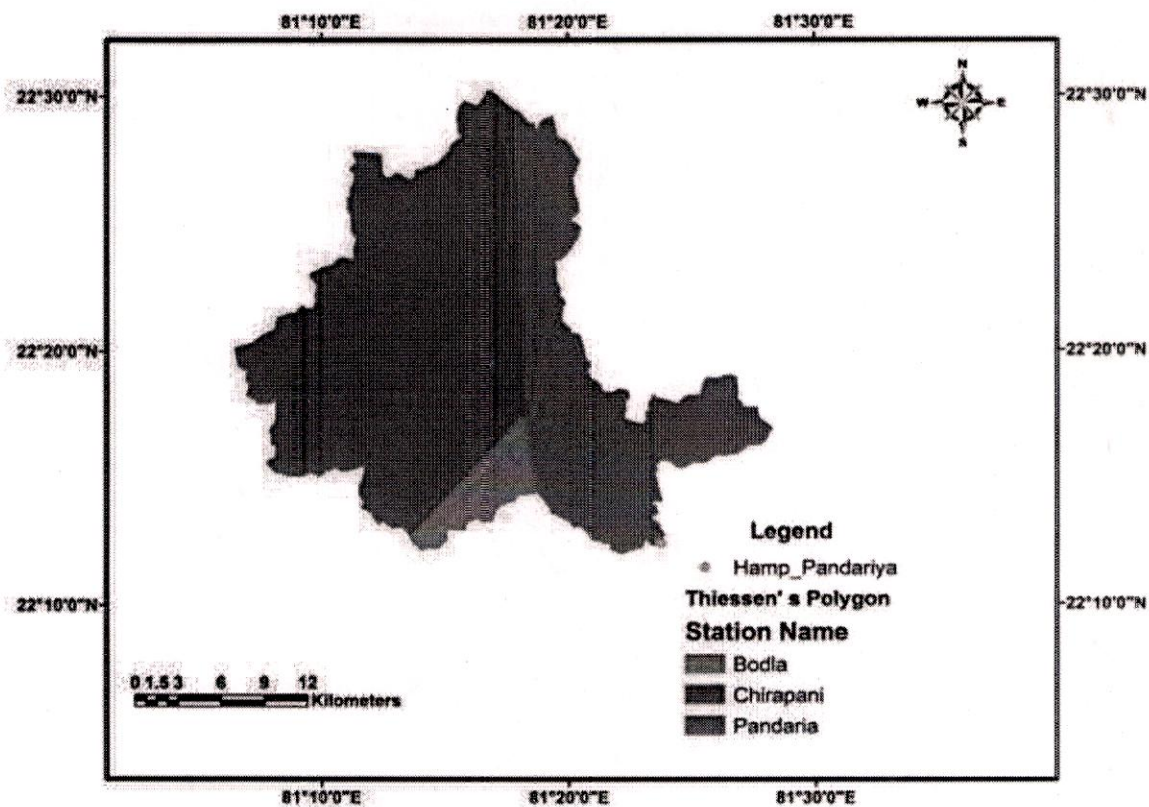 81°10'0"E 81°20'0"E 81°30'0"E
N
W E
S
22°30'0"N 22°30'0"N
22°20'0"N 22°20'0"N
Legend
Hamp_Pandariya
Thiessen' s Polygon
22°10'0"N 22°10'0"N
Station Name
Bodla
Chirapani
Pandaria
0 1.5 3 6 9 12
Kilometers
81°10'0"E 81°20'0"E 81°30'0"E